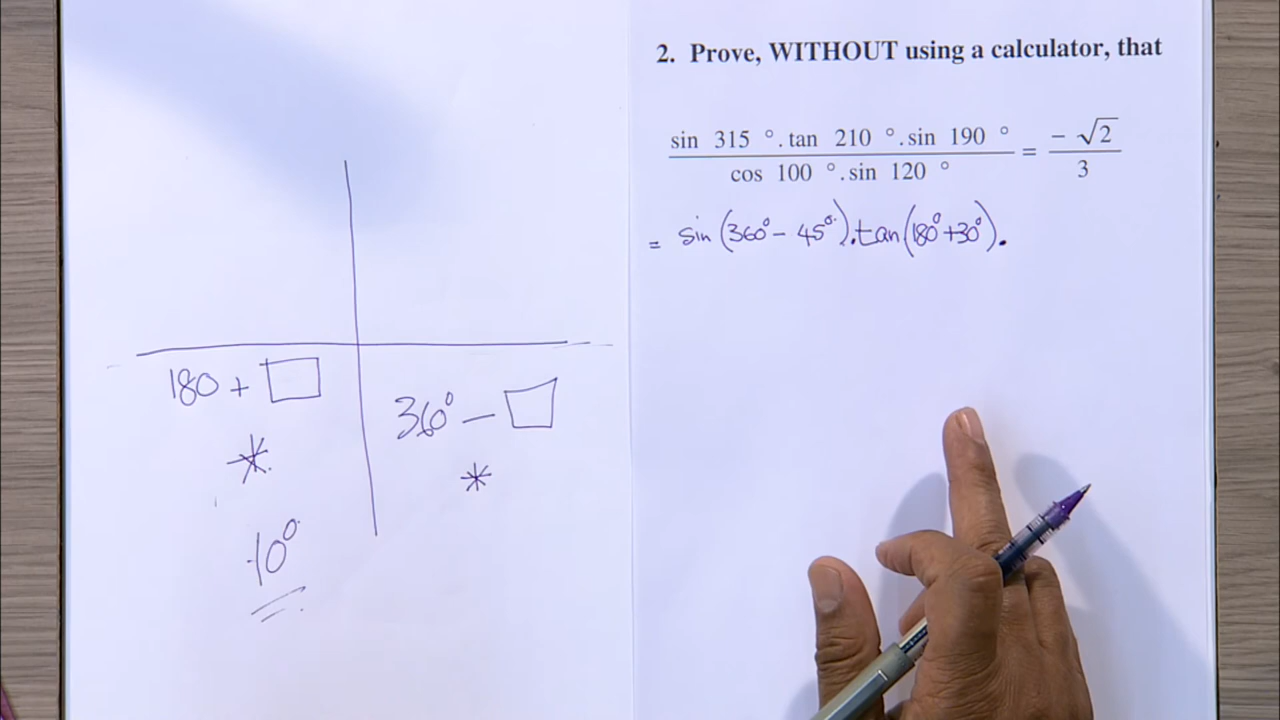 2. Prove, WITHOUT using a calculator, that
sin 315 °. tan 210 °. sin 190 °
cos 100 °. sin 120 °
= - √2
3
= sin(360° - 45°).tan(180° + 30°).
180 + □
*
10°
360° - □
*